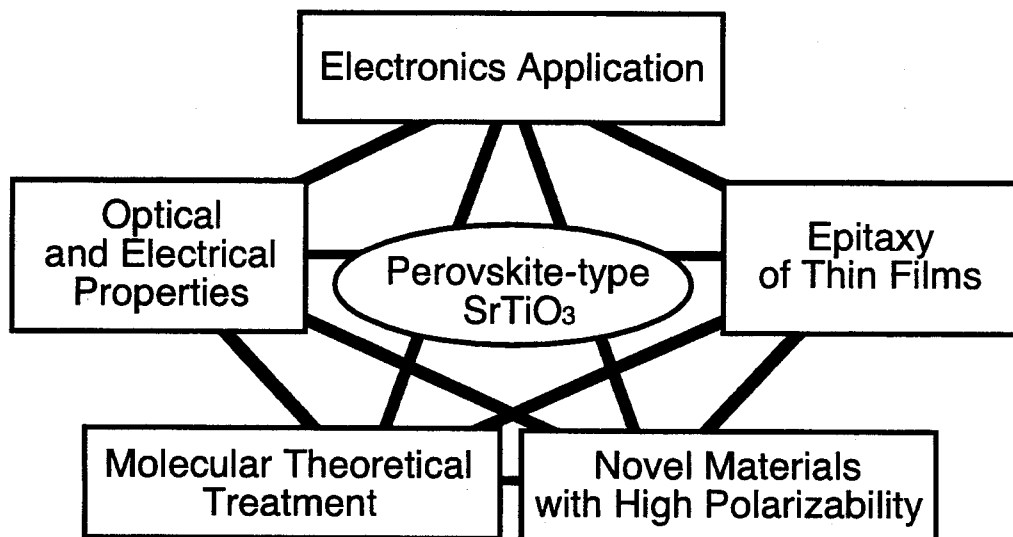 Electronics Application
Optical
and Electrical
Properties
Perovskite-type
SrTiO₃
Epitaxy
of Thin Films
Molecular Theoretical
Treatment
Novel Materials
with High Polarizability